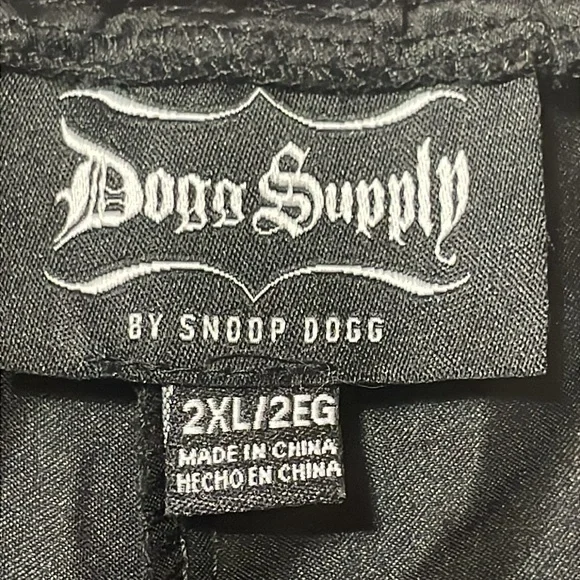 Dogg Supply
BY SNOOP DOGG
2XL/2EG
MADE IN CHINA
HECHO EN CHINA